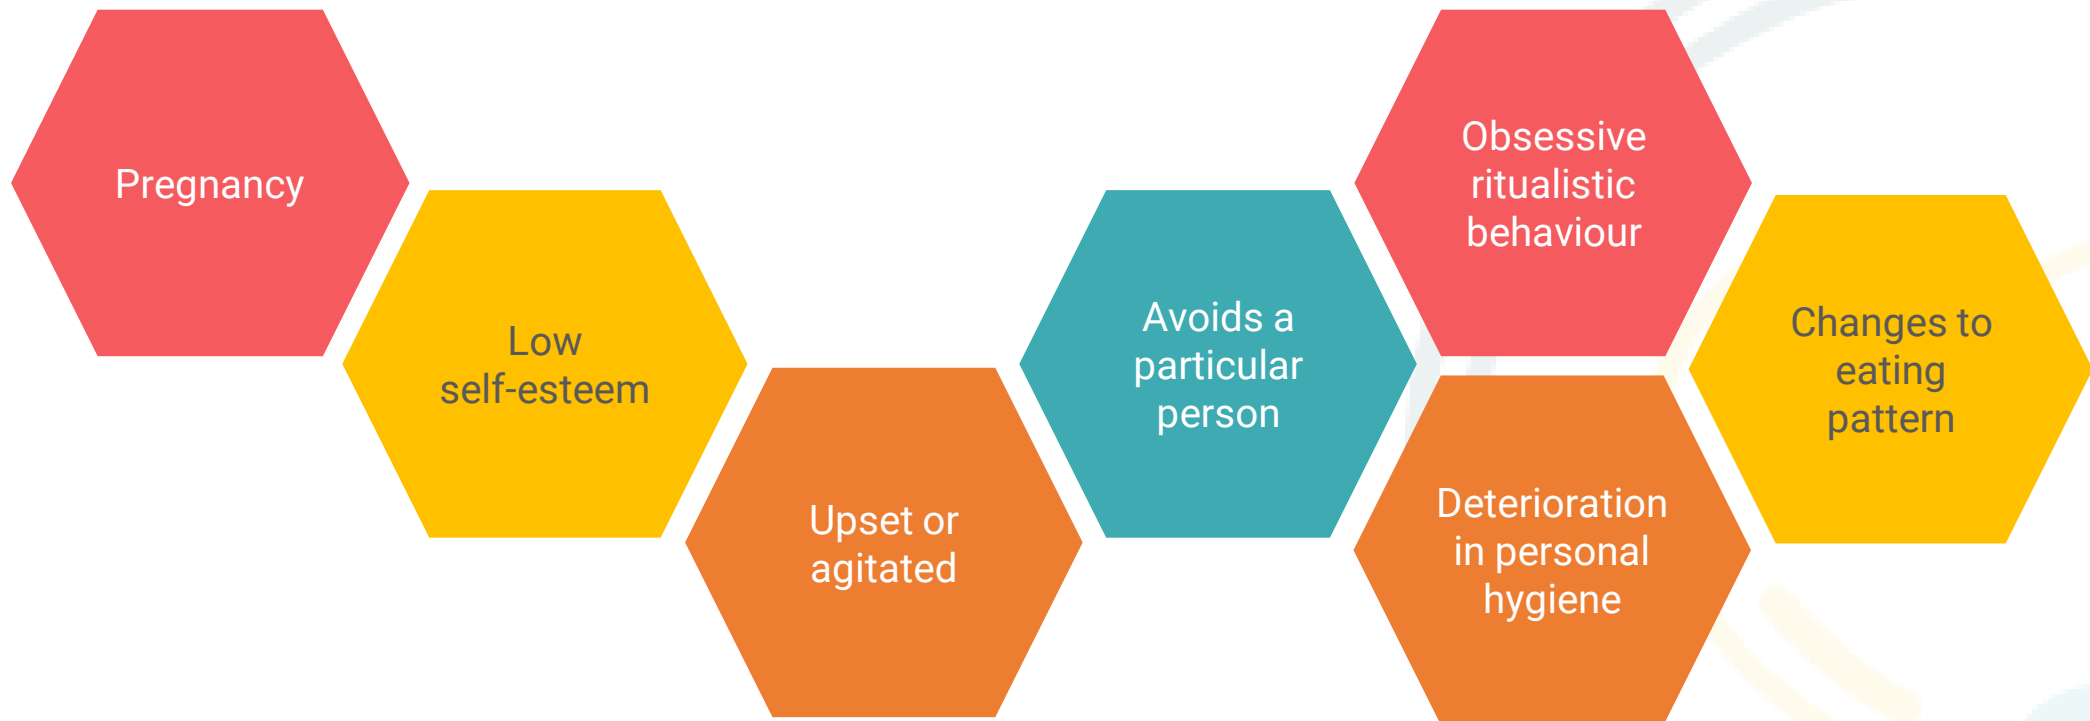 Pregnancy
Low
self-esteem
Upset or
agitated
Avoids a
particular
person
Obsessive
ritualistic
behaviour
Deterioration
in personal
hygiene
Changes to
eating
pattern